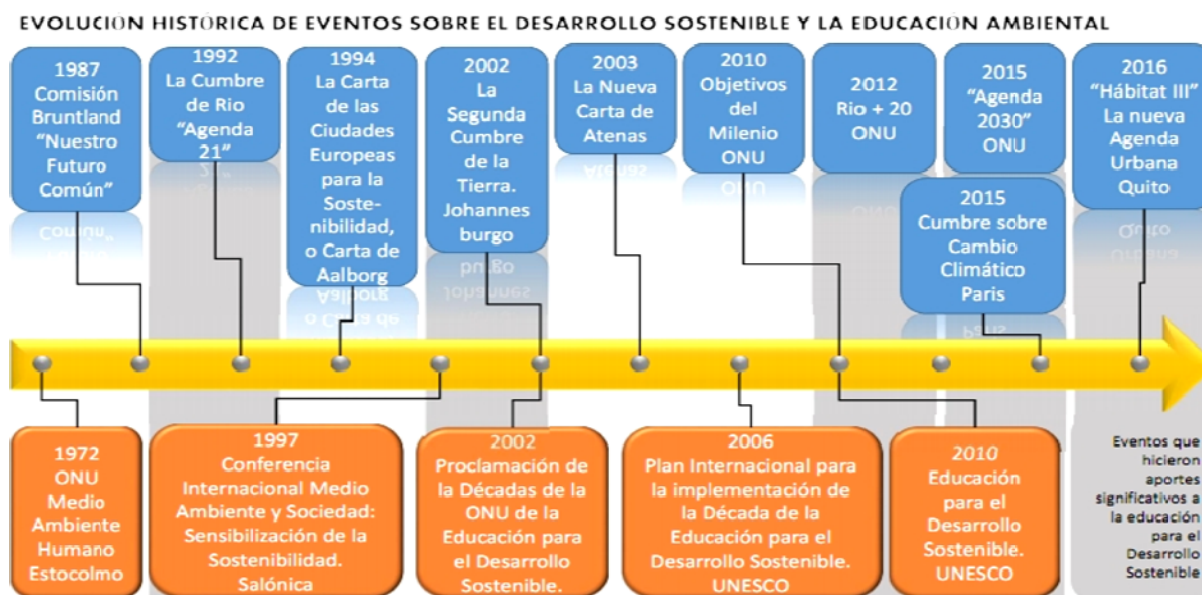 EVOLUCIÓN HISTÓRICA DE EVENTOS SOBRE EL DESARROLLO SOSTENIBLE Y LA EDUCACIÓN AMBIENTAL
1987
Comisión
Bruntland
"Nuestro
Futuro
Común"
1992
La Cumbre
de Rio
"Agenda
21"
1994
La Carta
de las
Ciudades
Europeas
para la
Soste-
nibilidad,
o Carta de
Aalborg
2002
La
Segunda
Cumbre
de la
Tierra.
Johannes
burgo
2003
La Nueva
Carta de
Atenas
2010
Objetivos
del
Milenio
ONU
2012
Rio + 20
ONU
2015
"Agenda
2030"
ONU
2015
Cumbre sobre
Cambio
Climático
Paris
2016
"Hábitat III"
La nueva
Agenda
Urbana
Quito
1972
ONU
Medio
Ambiente
Humano
Estocolmo
1997
Conferencia
Internacional Medio
Ambiente y Sociedad:
Sensibilización de la
Sostenibilidad.
Salónica
2002
Proclamación de
la Décadas de la
ONU de la
Educación para
el Desarrollo
Sostenible.
2006
Plan Internacional para
la implementación de
la Década de la
Educación para el
Desarrollo Sostenible.
UNESCO
2010
Educación
para el
Desarrollo
Sostenible.
UNESCO
Eventos que
hicieron
aportes
significativos a
la educación
para el
Desarrollo
Sostenible